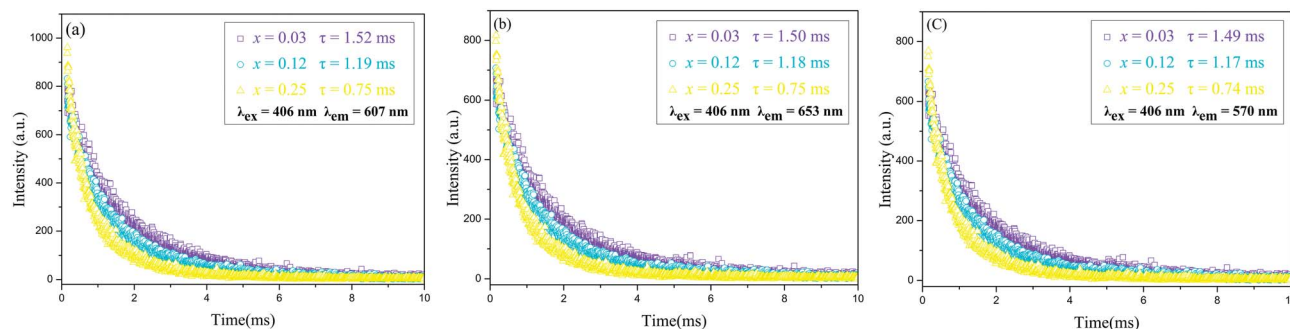 (a)
1000
800
600
400
200
0
x = 0.03 τ = 1.52 ms
x = 0.12 τ = 1.19 ms
x = 0.25 τ = 0.75 ms
λex = 406 nm λem = 607 nm
Intensity (a.u.)
0 2 4 6 8 10
Time(ms)
(b)
800
600
400
200
0
x = 0.03 τ = 1.50 ms
x = 0.12 τ = 1.18 ms
x = 0.25 τ = 0.75 ms
λex = 406 nm λem = 653 nm
Intensity (a.u.)
0 2 4 6 8 10
Time(ms)
(C)
800
600
400
200
0
x = 0.03 τ = 1.49 ms
x = 0.12 τ = 1.17 ms
x = 0.25 τ = 0.74 ms
λex = 406 nm λem = 570 nm
Intensity (a.u.)
0 2 4 6 8
Time(ms)